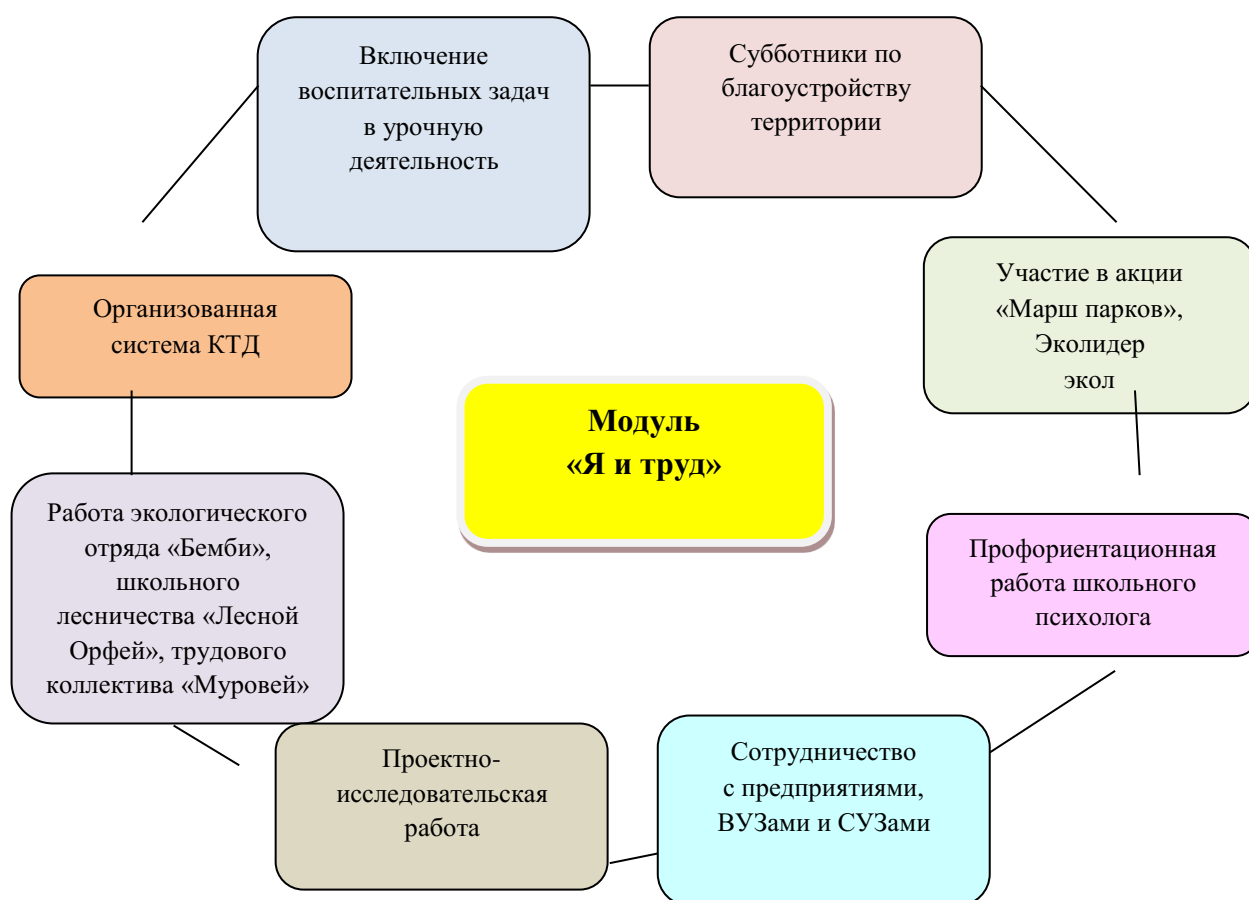 Включение
воспитательных задач
в урочную
деятельность
Субботники по
благоустройству
территории
Организованная
система КТД
Участие в акции
«Марш парков»,
Эколидер
экол
Модуль
«Я и труд»
Работа экологического
отряда «Бемби»,
школьного
лесничества «Лесной
Орфей», трудового
коллектива «Муровей»
Профориентационная
работа школьного
психолога
Проектно-
исследовательская
работа
Сотрудничество
с предприятиями,
ВУЗами и СУЗами